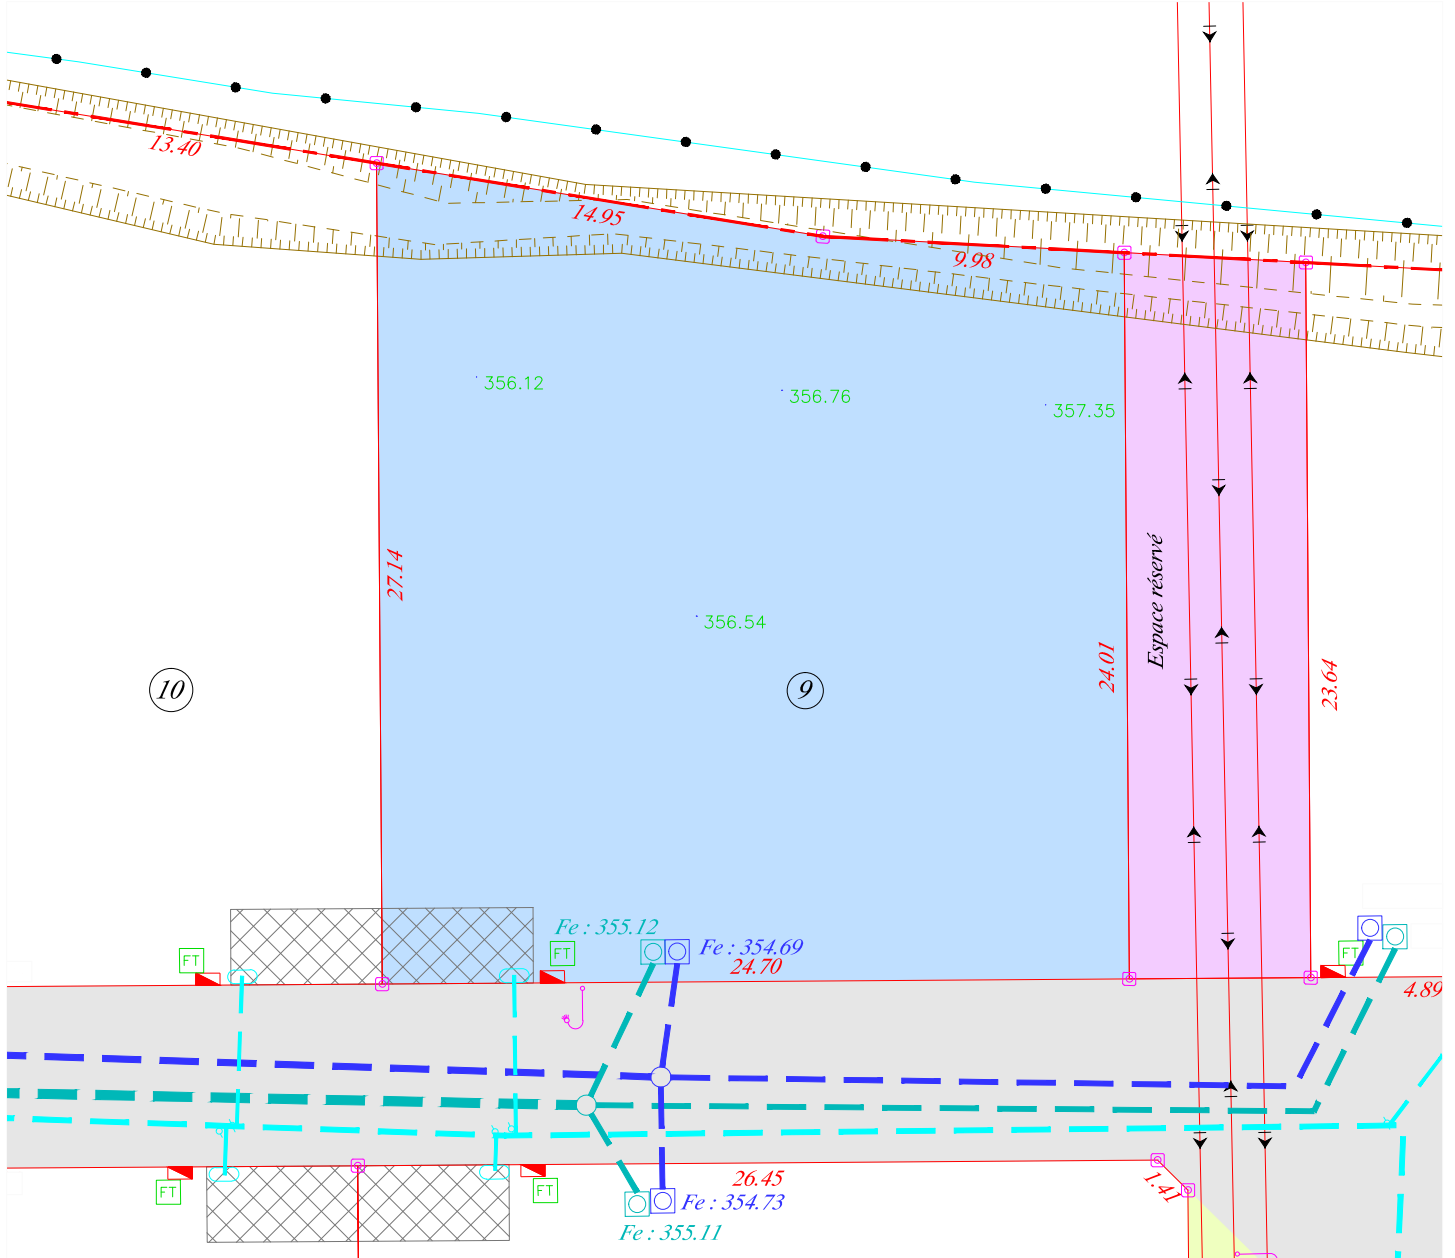 13.40
14.95
9.98
356.12
356.76
357.35
27.14
Espace réservé
356.54
24.01
23.64
10
9
Fe : 355.12
Fe : 354.69
FT
FT
24.70
FT
4.89
26.45
1.41
FT
FT
Fe : 354.73
Fe : 355.11